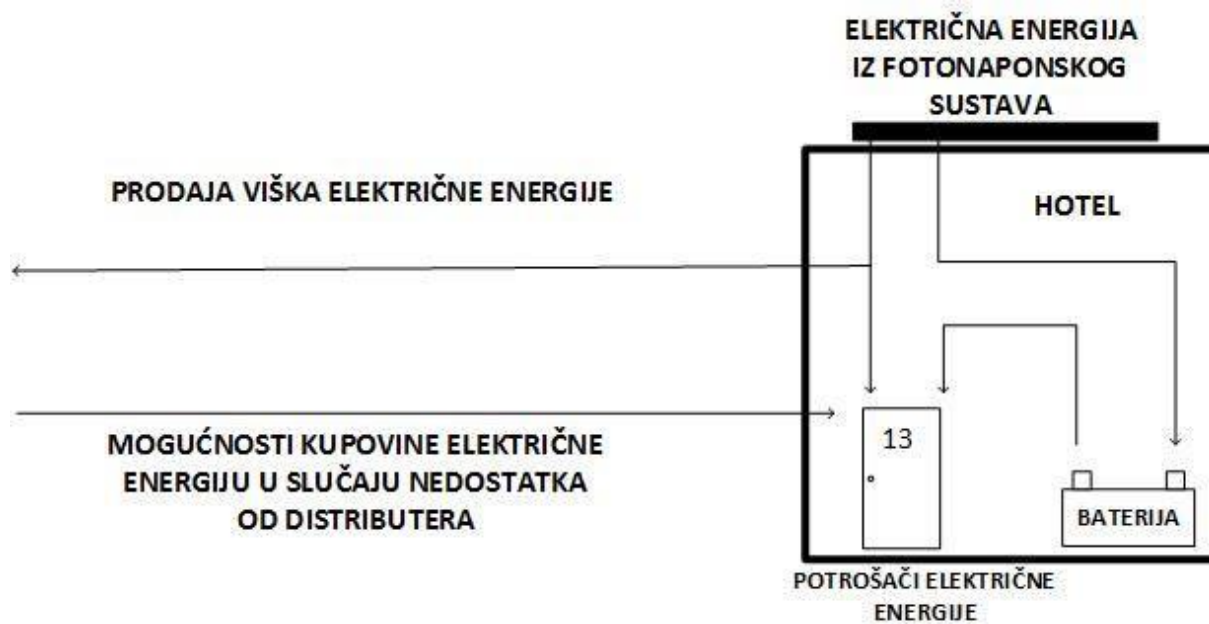 ELEKTRIČNA ENERGIJA
IZ FOTONAPONSKOG
SUSTAVA
PRODAJA VIŠKA ELEKTRIČNE ENERGIJE
HOTEL
MOGUĆNOSTI KUPOVINE ELEKTRIČNE
ENERGIJU U SLUČAJU NEDOSTATKA
OD DISTRIBUTERA
13
BATERIJA
POTROŠAČI ELEKTRIČNE
ENERGIJE